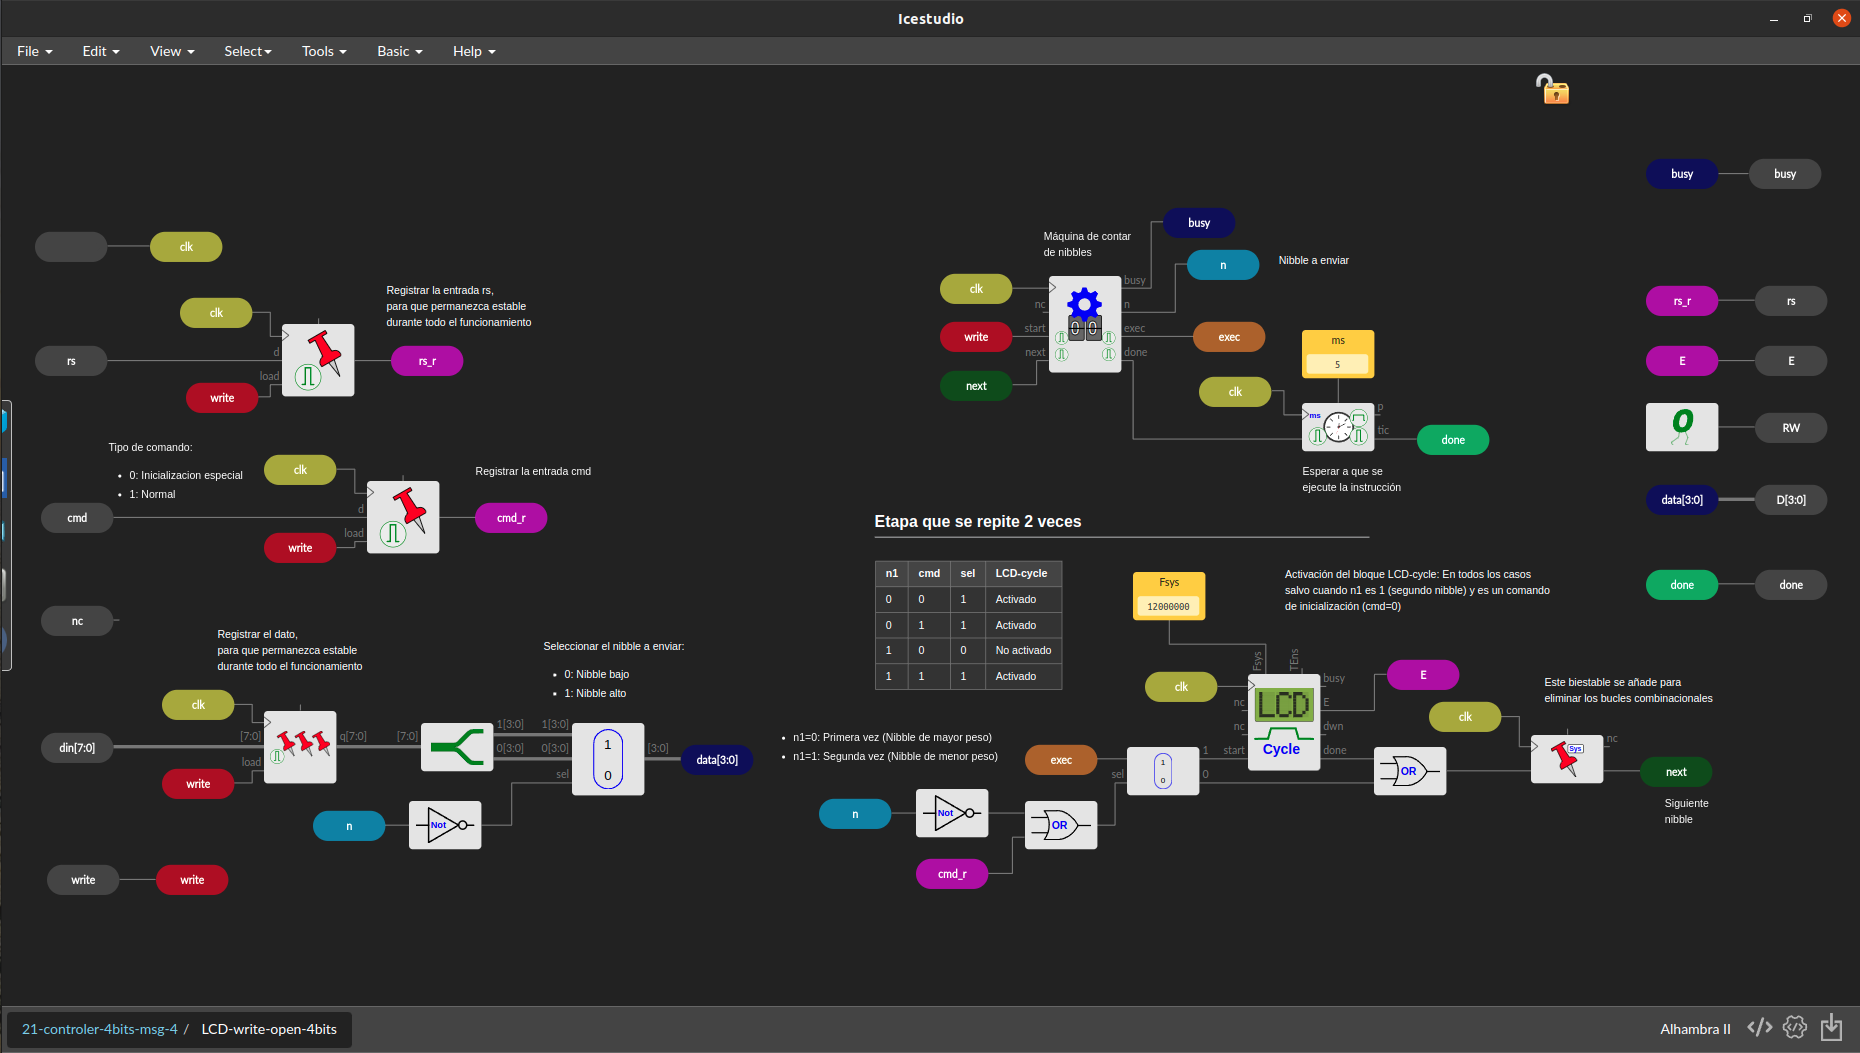 Icestudio
File
Edit
View
Select
Tools
Basic
Help
busy
busy
busy
Máquina de contar
de nibbles
n
Nibble a enviar
clk
clk
busy
nc
n
start
exec
next
done
write
exec
next
clk
Registrar la entrada rs,
para que permanezca estable
durante todo el funcionamiento
rs
d
load
write
rs_r
rs_r
rs
E
E
ms
5
clk
ms
p
tic
done
Esperar a que se
ejecute la instrucción
RW
data[3:0]
D[3:0]
done
done
Tipo de comando:
0: Inicializacion especial
1: Normal
clk
Registrar la entrada cmd
cmd
d
load
write
cmd_r
nc
Etapa que se repite 2 veces
n1 cmd sel LCD-cycle
0 0 1 Activado
0 1 1 Activado
1 0 0 No activado
1 1 1 Activado
Fsys
12000000
Activación del bloque LCD-cycle: En todos los casos
salvo cuando n1 es 1 (segundo nibble) y es un comando
de inicialización (cmd=0)
Registrar el dato,
para que permanezca estable
durante todo el funcionamiento
Seleccionar el nibble a enviar:
0: Nibble bajo
1: Nibble alto
clk
din[7:0]
[7:0]
load
q[7:0]
write
[7:0]
1[3:0]
0[3:0]
1[3:0]
0[3:0]
sel
1
0
[3:0]
data[3:0]
n
Not
write
write
n1=0: Primera vez (Nibble de mayor peso)
n1=1: Segunda vez (Nibble de menor peso)
exec
sel
1
0
1
0
n
Not
OR
cmd_r
clk
Fsys
TEns
nc
nc
start
LCD
Cycle
busy
E
dwn
done
E
OR
Este biestable se añade para
eliminar los bucles combinacionales
clk
Sys
nc
next
Siguiente
nibble
21-controler-4bits-msg-4 / LCD-write-open-4bits
Alhambra II